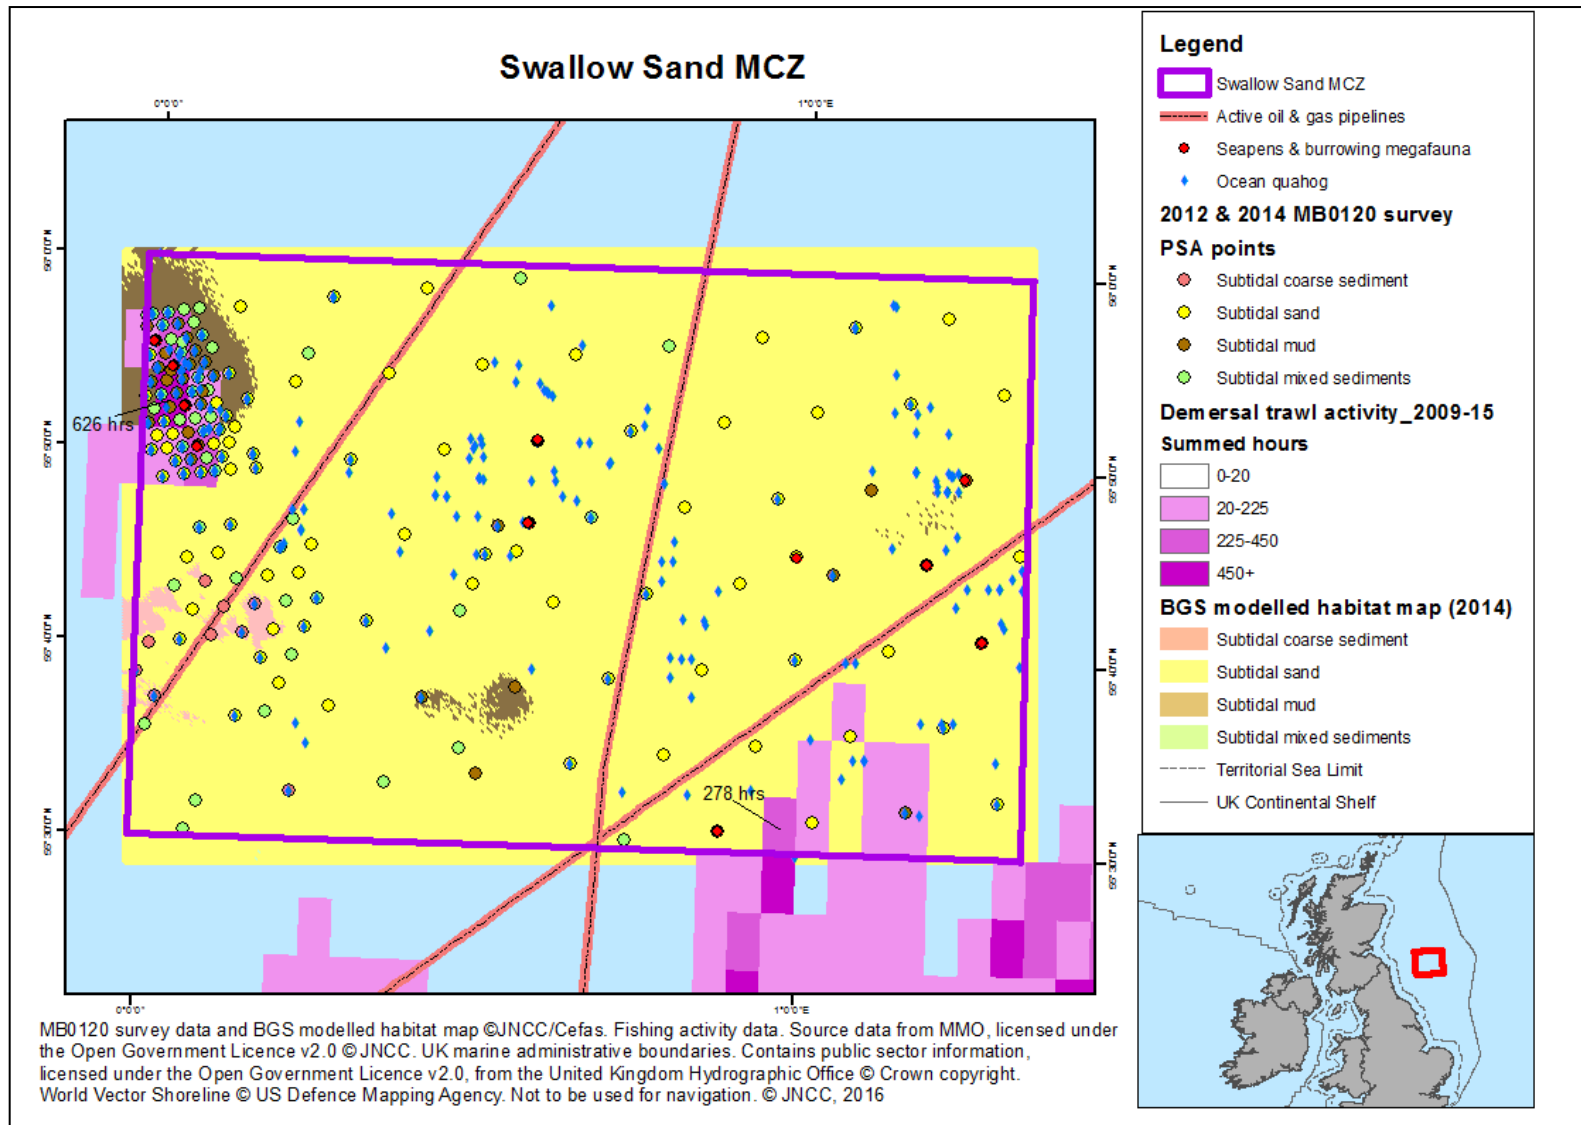 Swallow Sand MCZ
0°0'0"
1°0'0"E
626 hrs
278 hrs
0°0'0"
1°0'0"E
MB0120 survey data and BGS modelled habitat map ©JNCC/Cefas. Fishing activity data. Source data from MMO, licensed under
the Open Government Licence v2.0 © JNCC. UK marine administrative boundaries. Contains public sector information,
licensed under the Open Government Licence v2.0, from the United Kingdom Hydrographic Office © Crown copyright.
World Vector Shoreline © US Defence Mapping Agency. Not to be used for navigation. © JNCC, 2016
Legend
Swallow Sand MCZ
Active oil & gas pipelines
Seapens & burrowing megafauna
Ocean quahog
2012 & 2014 MB0120 survey
PSA points
Subtidal coarse sediment
Subtidal sand
Subtidal mud
Subtidal mixed sediments
Demersal trawl activity_2009-15
Summed hours
0-20
20-225
225-450
450+
BGS modelled habitat map (2014)
Subtidal coarse sediment
Subtidal sand
Subtidal mud
Subtidal mixed sediments
Territorial Sea Limit
UK Continental Shelf